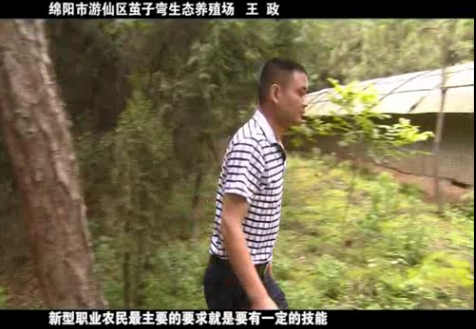 绵阳市游仙区茧子弯生态养殖场 王 政
新型职业农民最主要的要求就是要有一定的技能